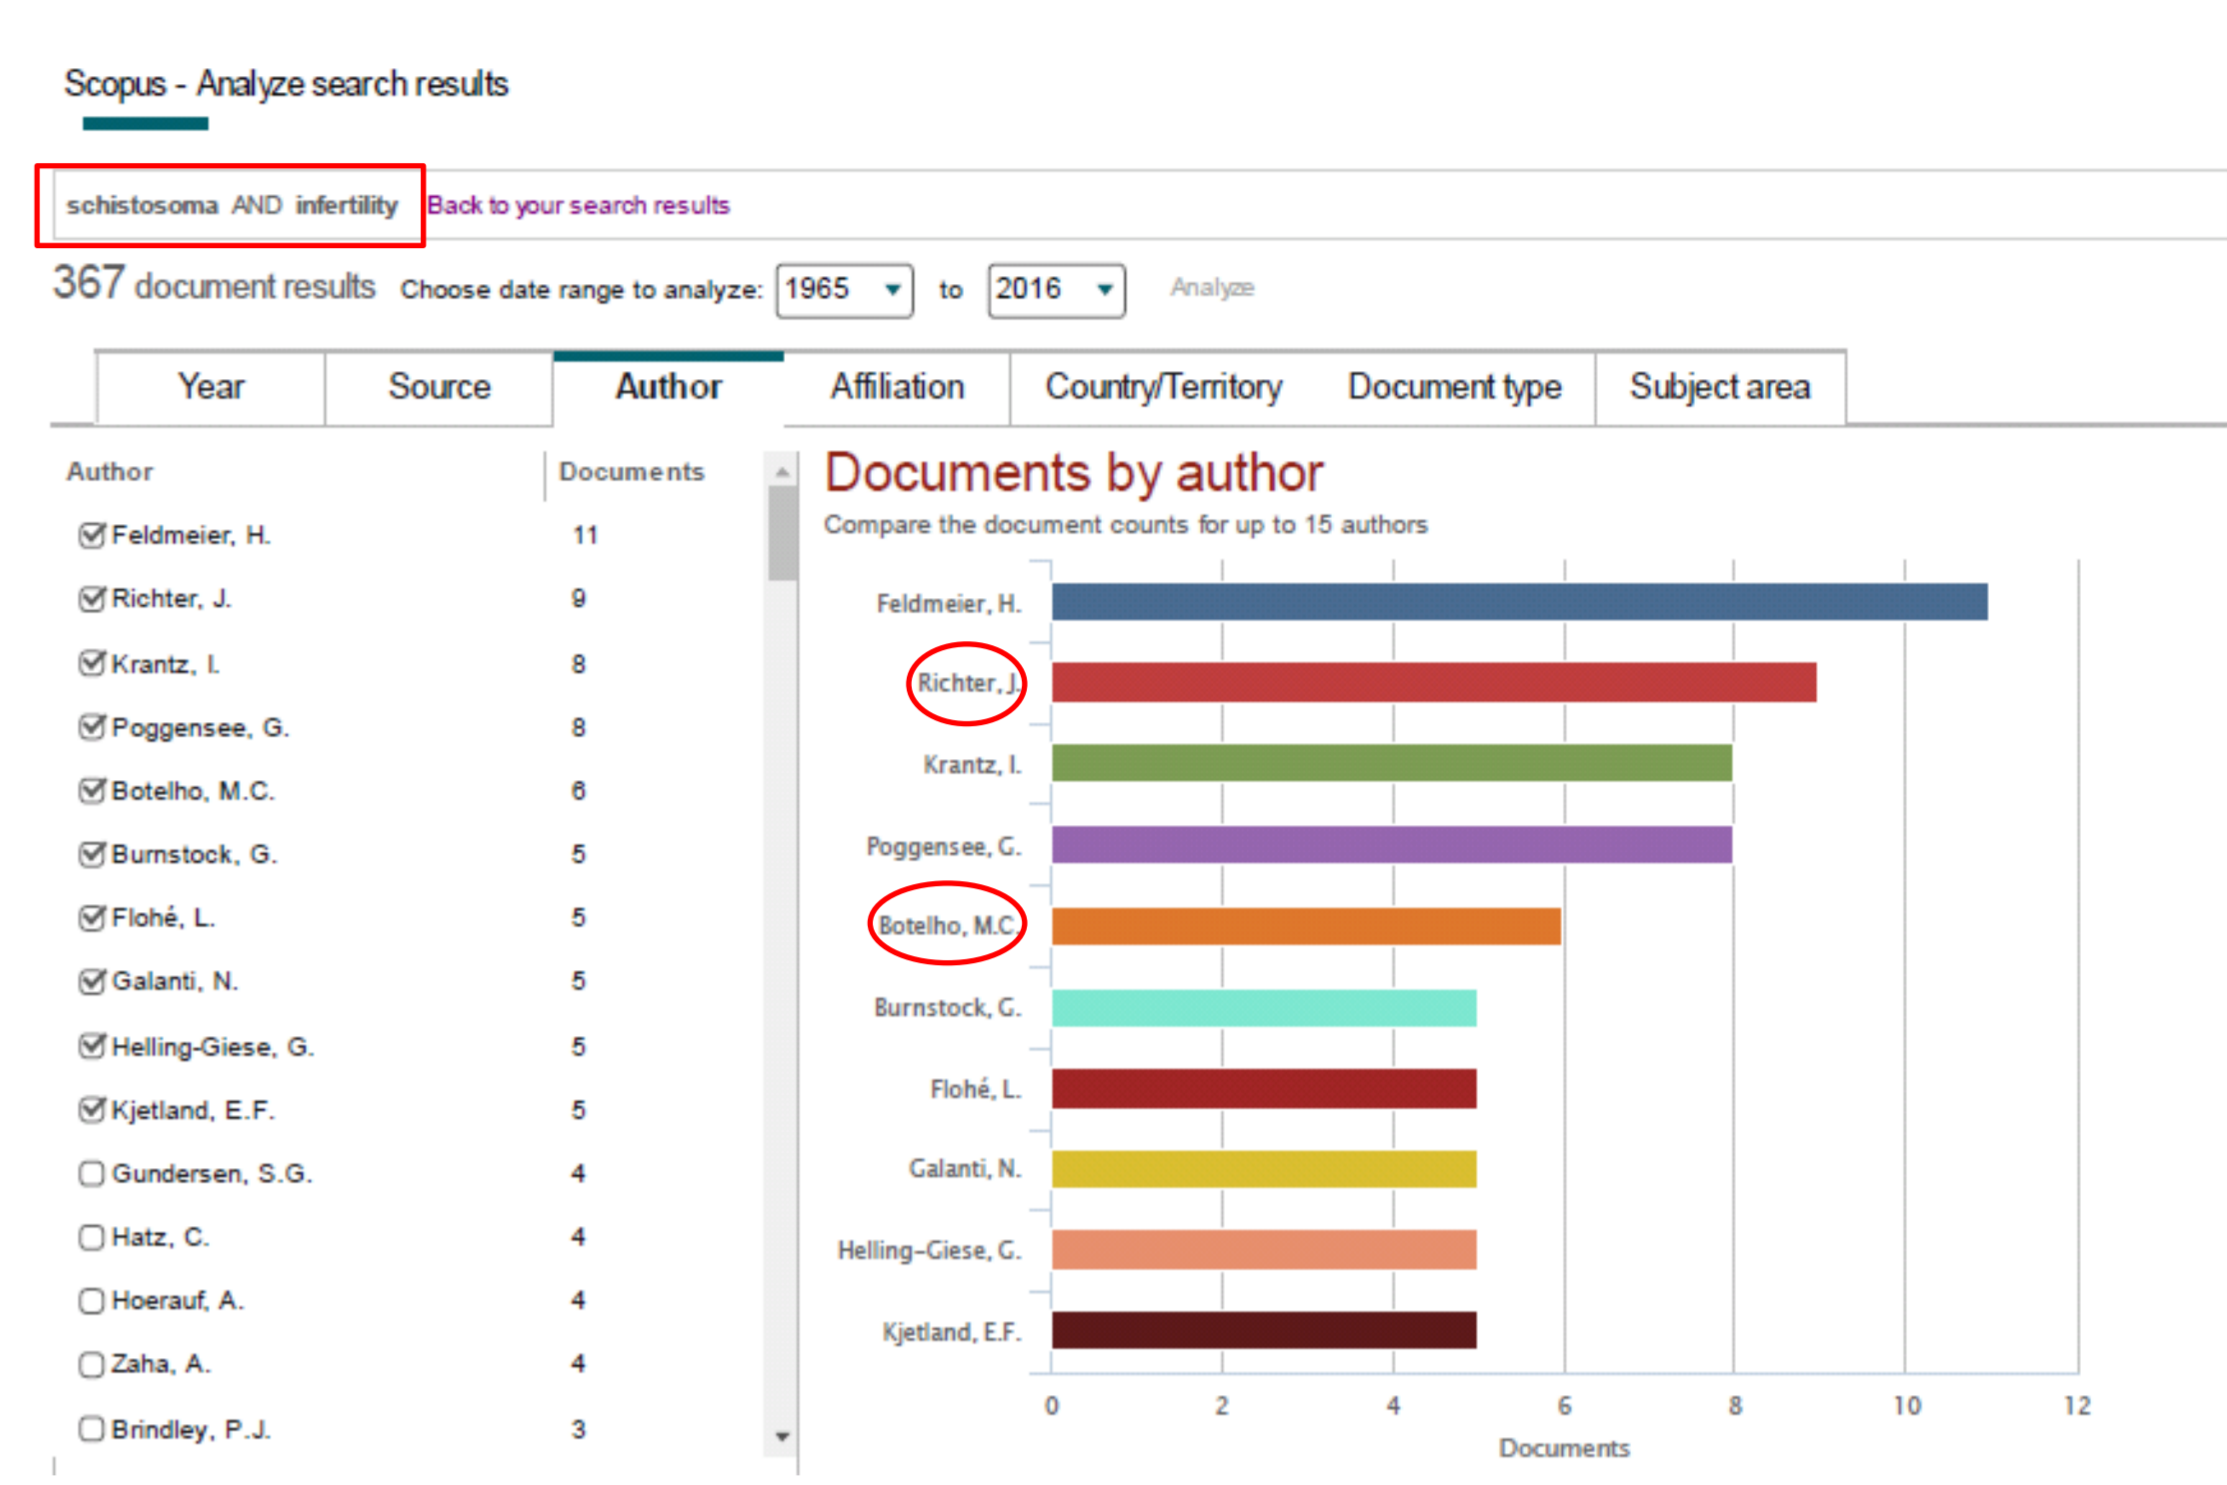 Scopus - Analyze search results
schistosoma AND infertility Back to your search results
367 document results Choose date range to analyze: 1965 to 2016 Analyze
Year Source Author Affiliation Country/Territory Document type Subject area
Author Documents
Feldmeier, H. 11
Richter, J. 9
Krantz, I. 8
Poggensee, G. 8
Botelho, M.C. 6
Burnstock, G. 5
Flohé, L. 5
Galanti, N. 5
Helling-Giese, G. 5
Kjetland, E.F. 5
Gundersen, S.G. 4
Hatz, C. 4
Hoerauf, A. 4
Zaha, A. 4
Brindley, P.J. 3
Documents by author
Compare the document counts for up to 15 authors
Feldmeier, H.
Richter, J.
Krantz, I.
Poggensee, G.
Botelho, M.C.
Burnstock, G.
Flohé, L.
Galanti, N.
Helling-Giese, G.
Kjetland, E.F.
0 2 4 6 8 10 12
Documents